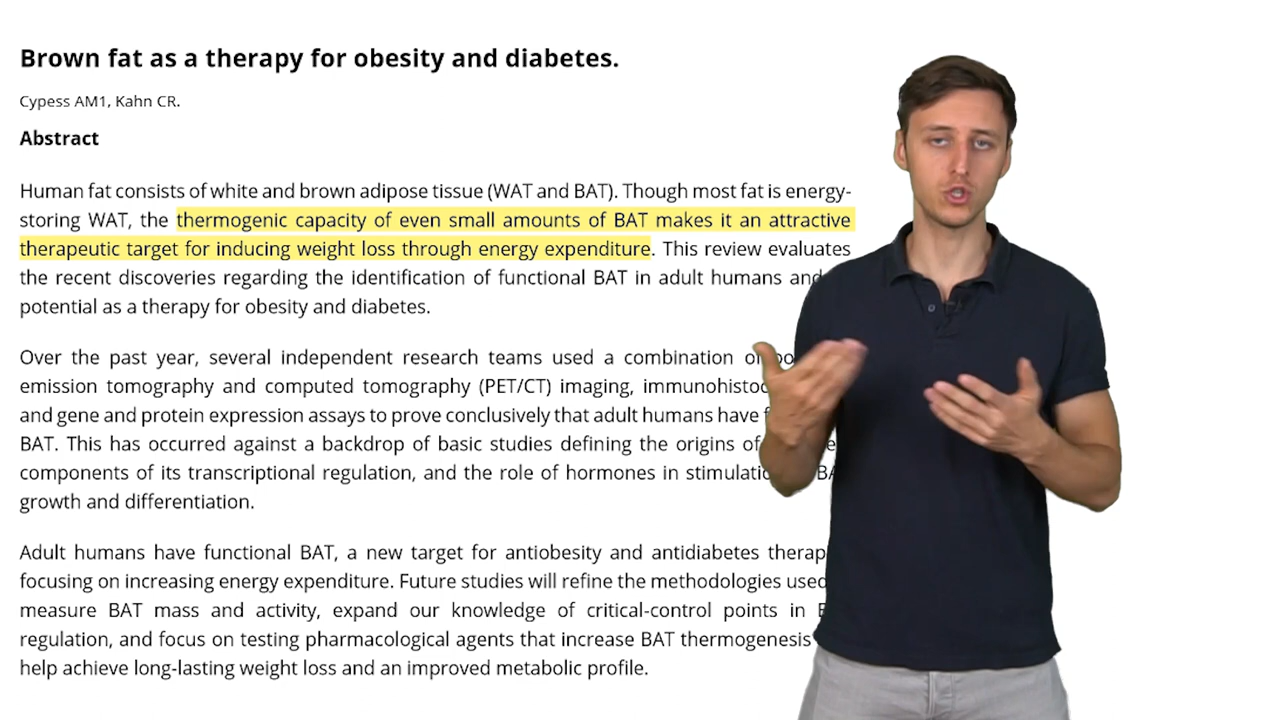 Brown fat as a therapy for obesity and diabetes.
Cypess AM1, Kahn CR.
Abstract
Human fat consists of white and brown adipose tissue (WAT and BAT). Though most fat is energy-
storing WAT, the thermogenic capacity of even small amounts of BAT makes it an attractive
therapeutic target for inducing weight loss through energy expenditure. This review evaluates
the recent discoveries regarding the identification of functional BAT in adult humans and
potential as a therapy for obesity and diabetes.
Over the past year, several independent research teams used a combination of
emission tomography and computed tomography (PET/CT) imaging,
and gene and protein expression assays to prove conclusively that adult humans have
BAT. This has occurred against a backdrop of basic studies defining the origins of
components of its transcriptional regulation, and the role of hormones in
growth and differentiation.
Adult humans have functional BAT, a new target for antiobesity and antidiabetes
focusing on increasing energy expenditure. Future studies will refine the methodologies used
measure BAT mass and activity, expand our knowledge of critical-control points in
regulation, and focus on testing pharmacological agents that increase BAT thermogenesis
help achieve long-lasting weight loss and an improved metabolic profile.